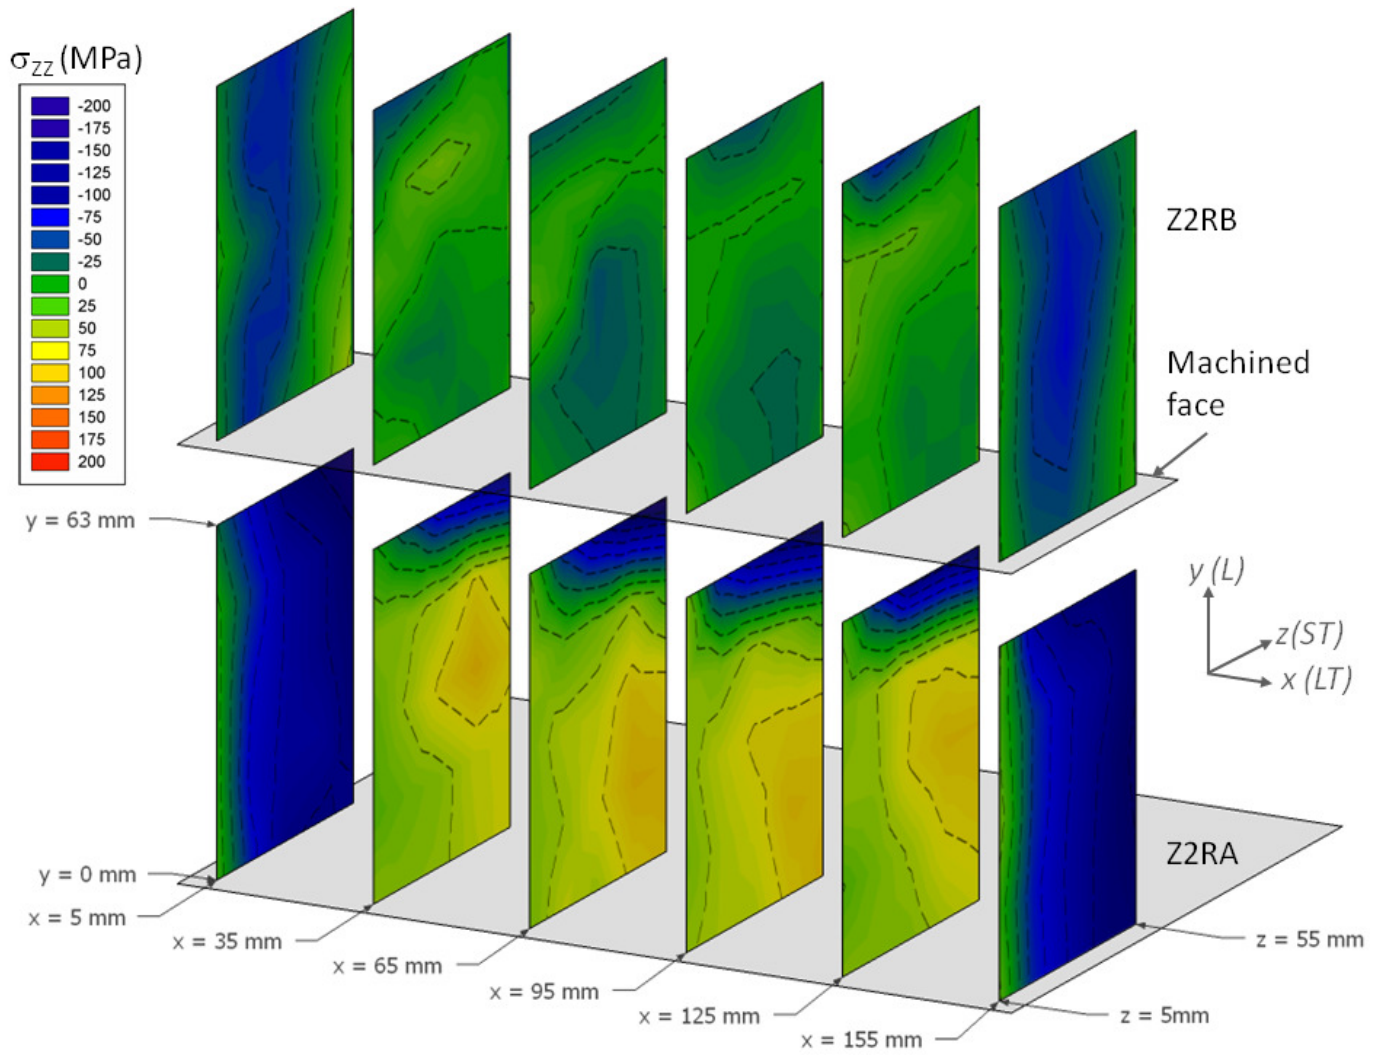 σZZ (MPa)
-200
-175
-150
-125
-100
-75
-50
-25
0
25
50
75
100
125
150
175
200
Z2RB
Machined
face
y = 63 mm
y (L)
z(ST)
x (LT)
Z2RA
y = 0 mm
x = 5 mm
x = 35 mm
x = 65 mm
x = 95 mm
x = 125 mm
x = 155 mm
z = 55 mm
z = 5mm